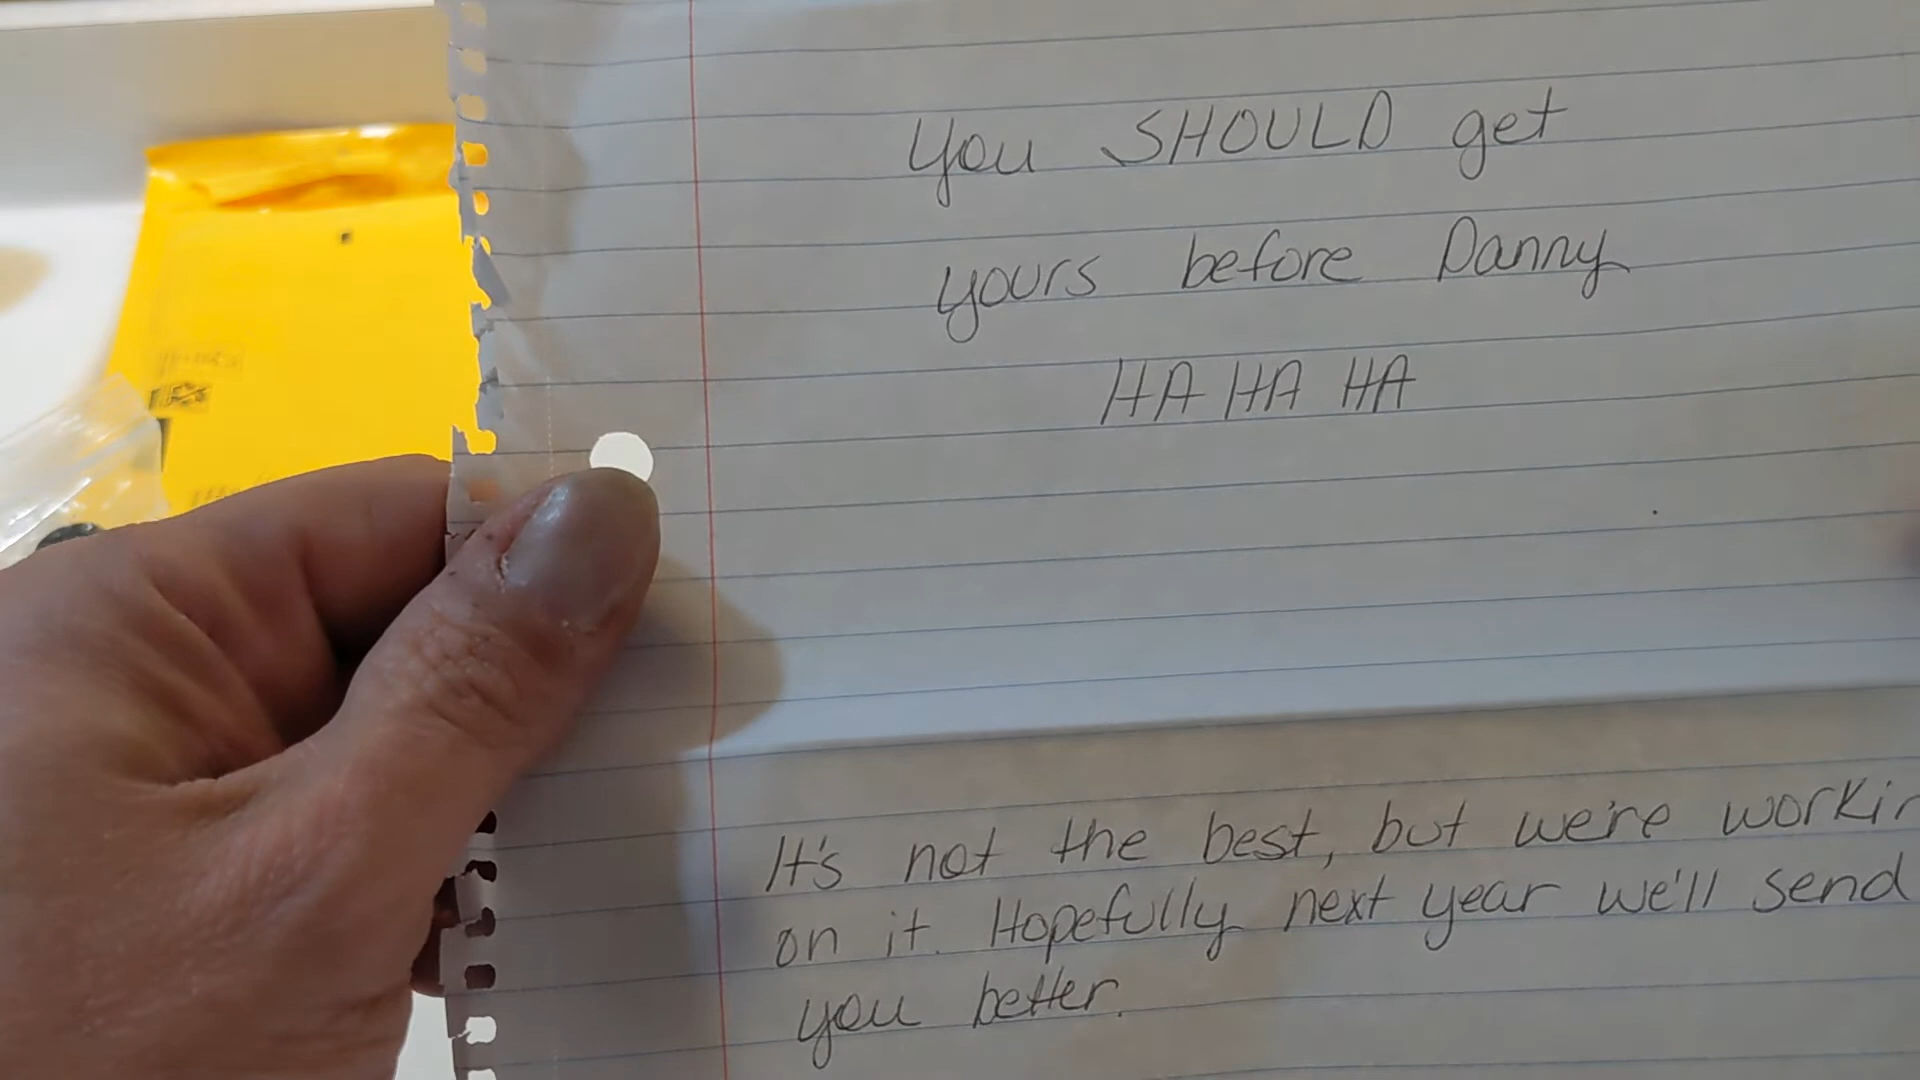 You SHOULD get
yours before Danny
HA HA HA
It's not the best, but we're workin
on it. Hopefully next year we'll send
you better.